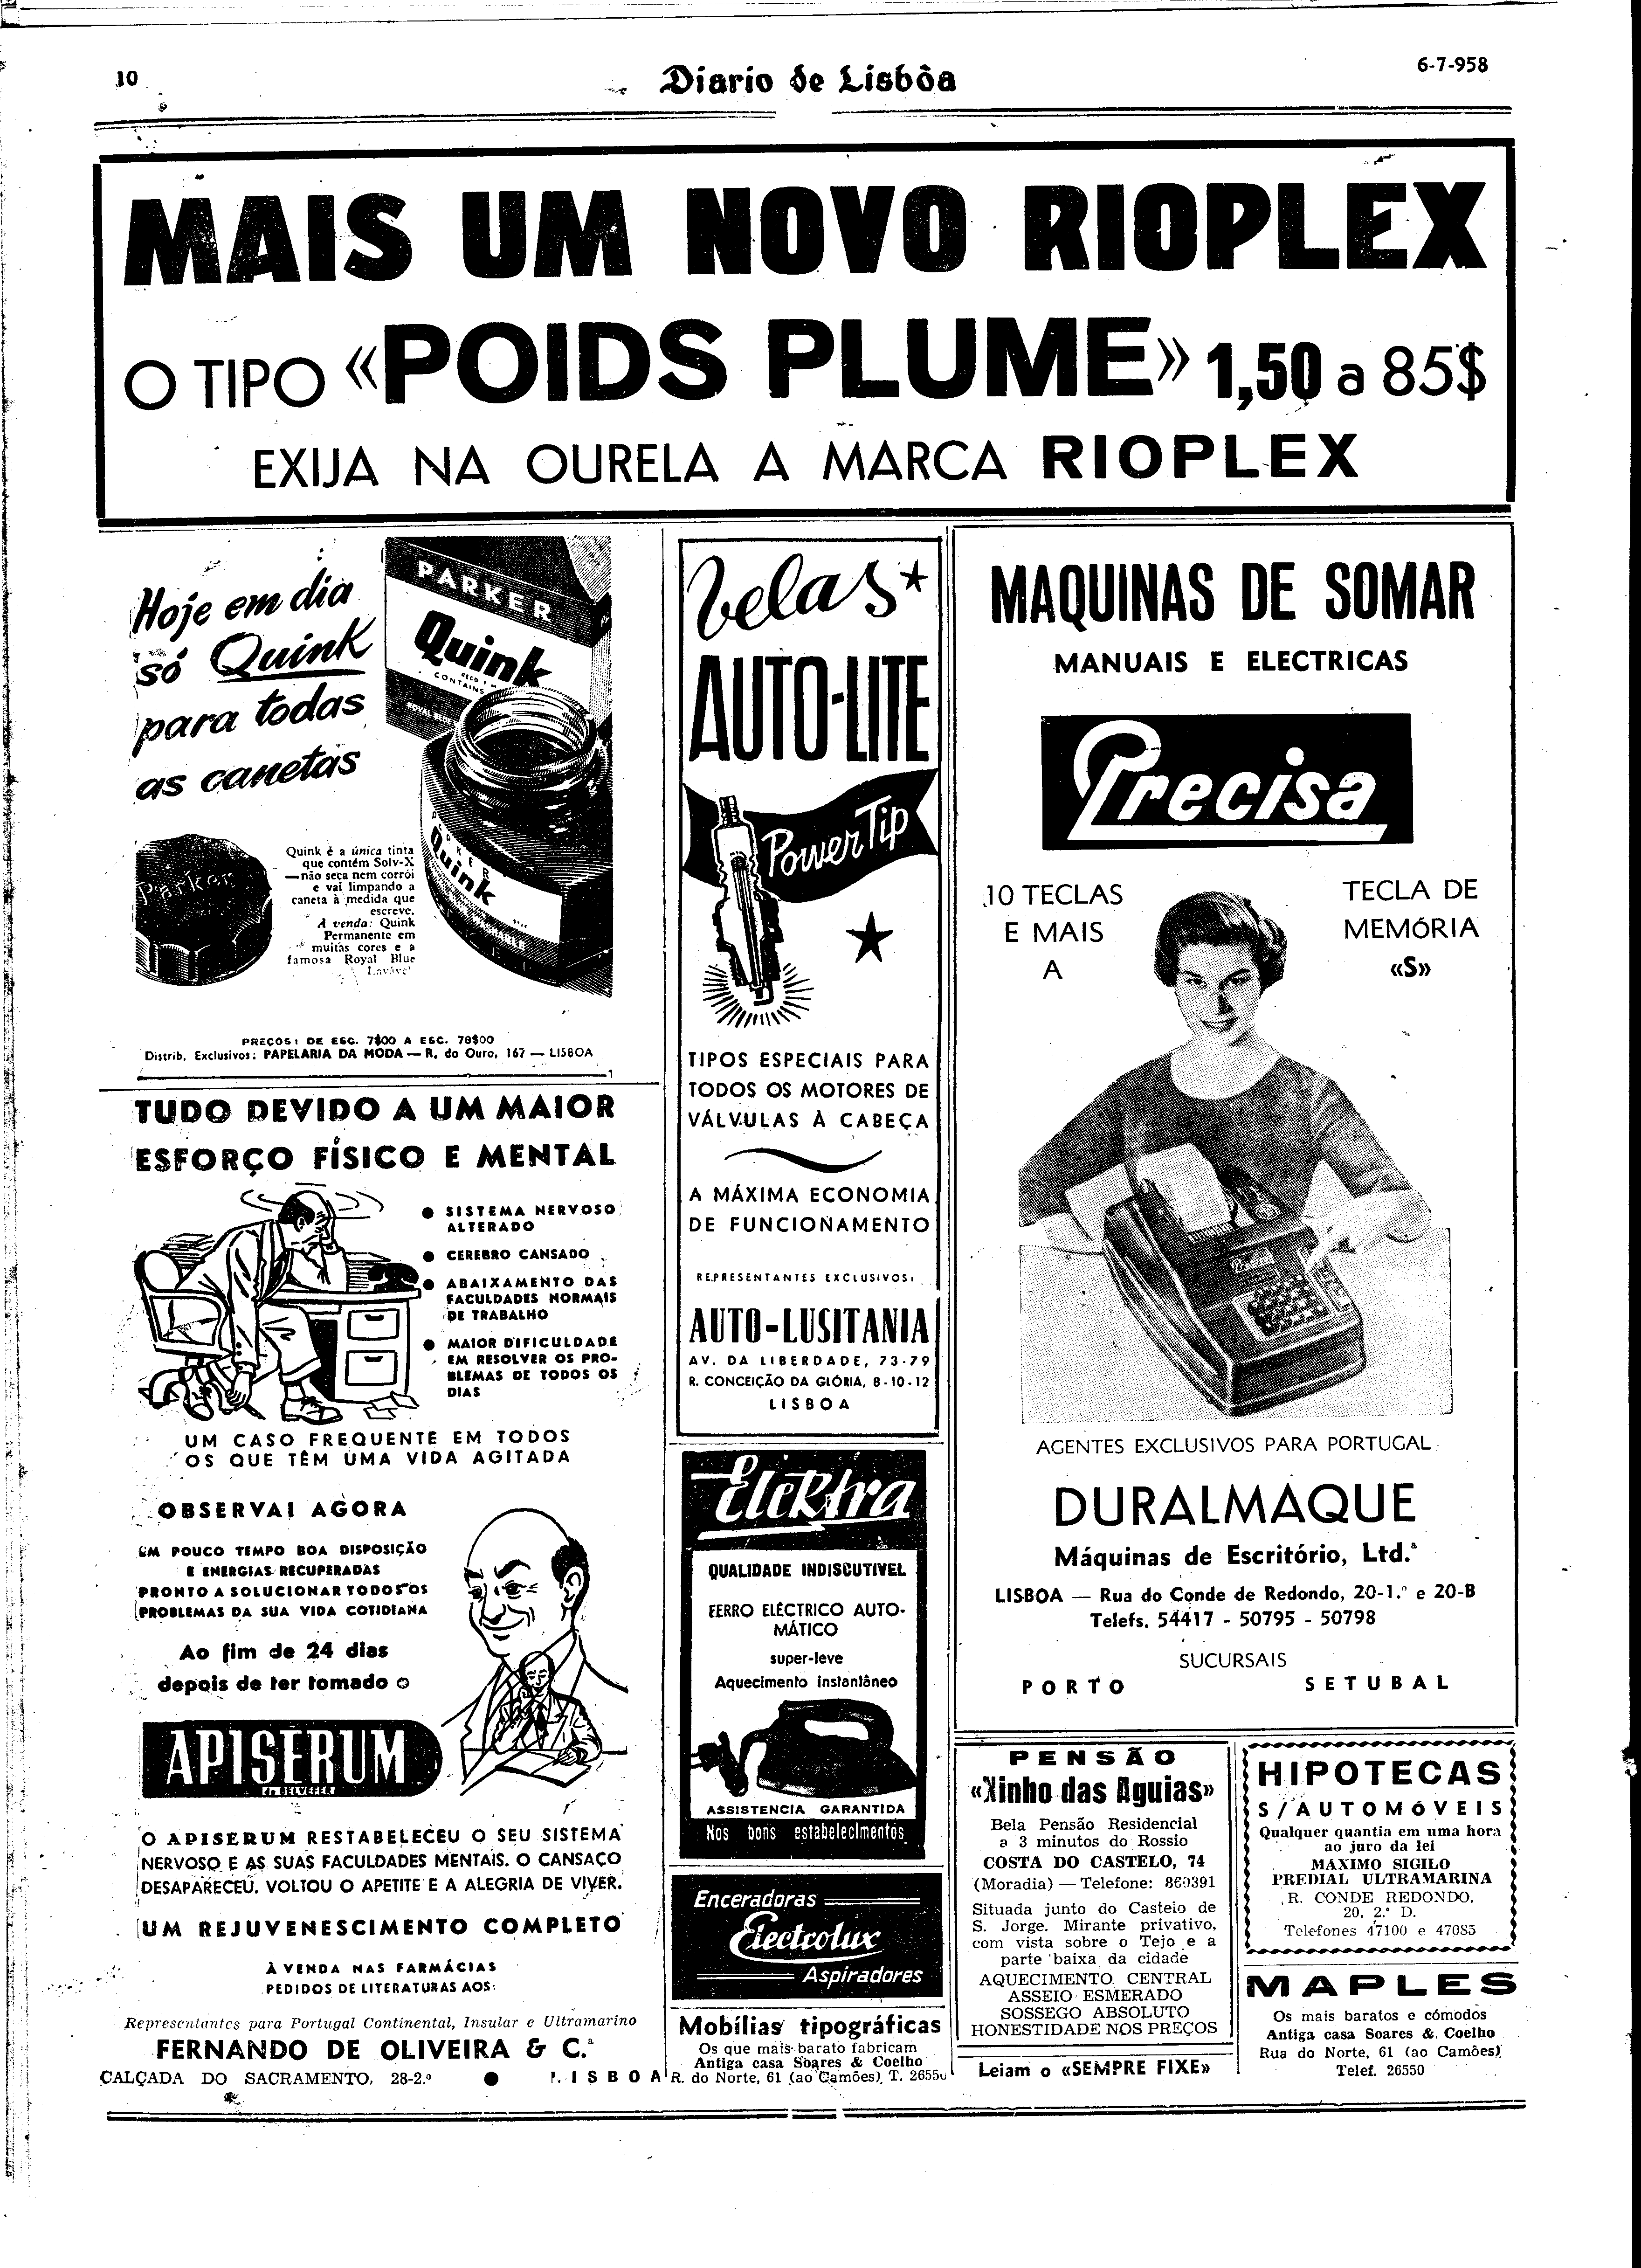 10
Diario de Lisbôa
6-7-958
MAIS UM NOVO RIOPLEX
O TIPO «POIDS PLUME» 1,50 a 85$
EXIJA NA OURELA A MARCA RIOPLEX
Hoje em dia
só Quink
para todas
as canetas
PARKER
Quink
CONTAINS
Parker
Quink
Quink é a única tinta
que contém Solv-X
—não seca nem corrói
e vai limpando a
caneta à medida que
escreve.
À venda: Quink
Permanente em
muitas cores e a
famosa Royal Blue
Lavável
PREÇOS: DE ESC. 7$00 A ESC. 78$00
Distrib. Exclusivos: PAPELARIA DA MODA — R. do Ouro, 167 — LISBOA
TUDO DEVIDO A UM MAIOR
ESFORÇO FÍSICO E MENTAL
● SISTEMA NERVOSO
ALTERADO
● CEREBRO CANSADO
● ABAIXAMENTO DAS
FACULDADES NORMAIS
DE TRABALHO
● MAIOR DIFICULDADE
EM RESOLVER OS PRO-
BLEMAS DE TODOS OS
DIAS
UM CASO FREQUENTE EM TODOS
OS QUE TÊM UMA VIDA AGITADA
OBSERVAI AGORA
EM POUCO TEMPO BOA DISPOSIÇÃO
E ENERGIAS RECUPERADAS
PRONTO A SOLUCIONAR TODOS OS
PROBLEMAS DA SUA VIDA COTIDIANA
Ao fim de 24 dias
depois de ter tomado o
APISERUM
DE BELVEFER
O APISERUM RESTABELECEU O SEU SISTEMA
NERVOSO E AS SUAS FACULDADES MENTAIS. O CANSAÇO
DESAPARECEU. VOLTOU O APETITE E A ALEGRIA DE VIVER.
UM REJUVENESCIMENTO COMPLETO
À VENDA NAS FARMÁCIAS
PEDIDOS DE LITERATURAS AOS:
Representantes para Portugal Continental, Insular e Ultramarino
FERNANDO DE OLIVEIRA & C.ª
CALÇADA DO SACRAMENTO, 28-2.º ● LISBOA
Velas
AUTO-LITE
Power Tip
TIPOS ESPECIAIS PARA
TODOS OS MOTORES DE
VÁLVULAS À CABEÇA
A MÁXIMA ECONOMIA
DE FUNCIONAMENTO
REPRESENTANTES EXCLUSIVOS:
AUTO-LUSITANIA
AV. DA LIBERDADE, 73-79
R. CONCEIÇÃO DA GLÓRIA, 8-10-12
LISBOA
Elektra
QUALIDADE INDISCUTIVEL
FERRO ELÉCTRICO AUTO-
MÁTICO
super-leve
Aquecimento instantâneo
ASSISTENCIA GARANTIDA
Nos bons estabelecimentos
Enceradoras
Electrolux
Aspiradores
Mobílias tipográficas
Os que mais barato fabricam
Antiga casa Soares & Coelho
R. do Norte, 61 (ao Camões) T. 26550
MAQUINAS DE SOMAR
MANUAIS E ELECTRICAS
Precisa
10 TECLAS
E MAIS
A
TECLA DE
MEMÓRIA
«S»
AGENTES EXCLUSIVOS PARA PORTUGAL
DURALMAQUE
Máquinas de Escritório, Ltd.ª
LISBOA — Rua do Conde de Redondo, 20-1.º e 20-B
Telefs. 54417 - 50795 - 50798
SUCURSAIS
PORTO SETUBAL
PENSÃO
«Ninho das Aguias»
Bela Pensão Residencial
a 3 minutos do Rossio
COSTA DO CASTELO, 74
(Moradia) — Telefone: 860391
Situada junto do Castelo de
S. Jorge. Mirante privativo,
com vista sobre o Tejo e a
parte baixa da cidade
AQUECIMENTO CENTRAL
ASSEIO ESMERADO
SOSSEGO ABSOLUTO
HONESTIDADE NOS PREÇOS
Leiam o «SEMPRE FIXE»
HIPOTECAS
S/AUTOMÓVEIS
Qualquer quantia em uma hora
ao juro da lei
MÁXIMO SIGILO
PREDIAL ULTRAMARINA
R. CONDE REDONDO,
20, 2.º D.
Telefones 47100 e 47085
MAPLES
Os mais baratos e cómodos
Antiga casa Soares & Coelho
Rua do Norte, 61 (ao Camões)
Telef. 26550